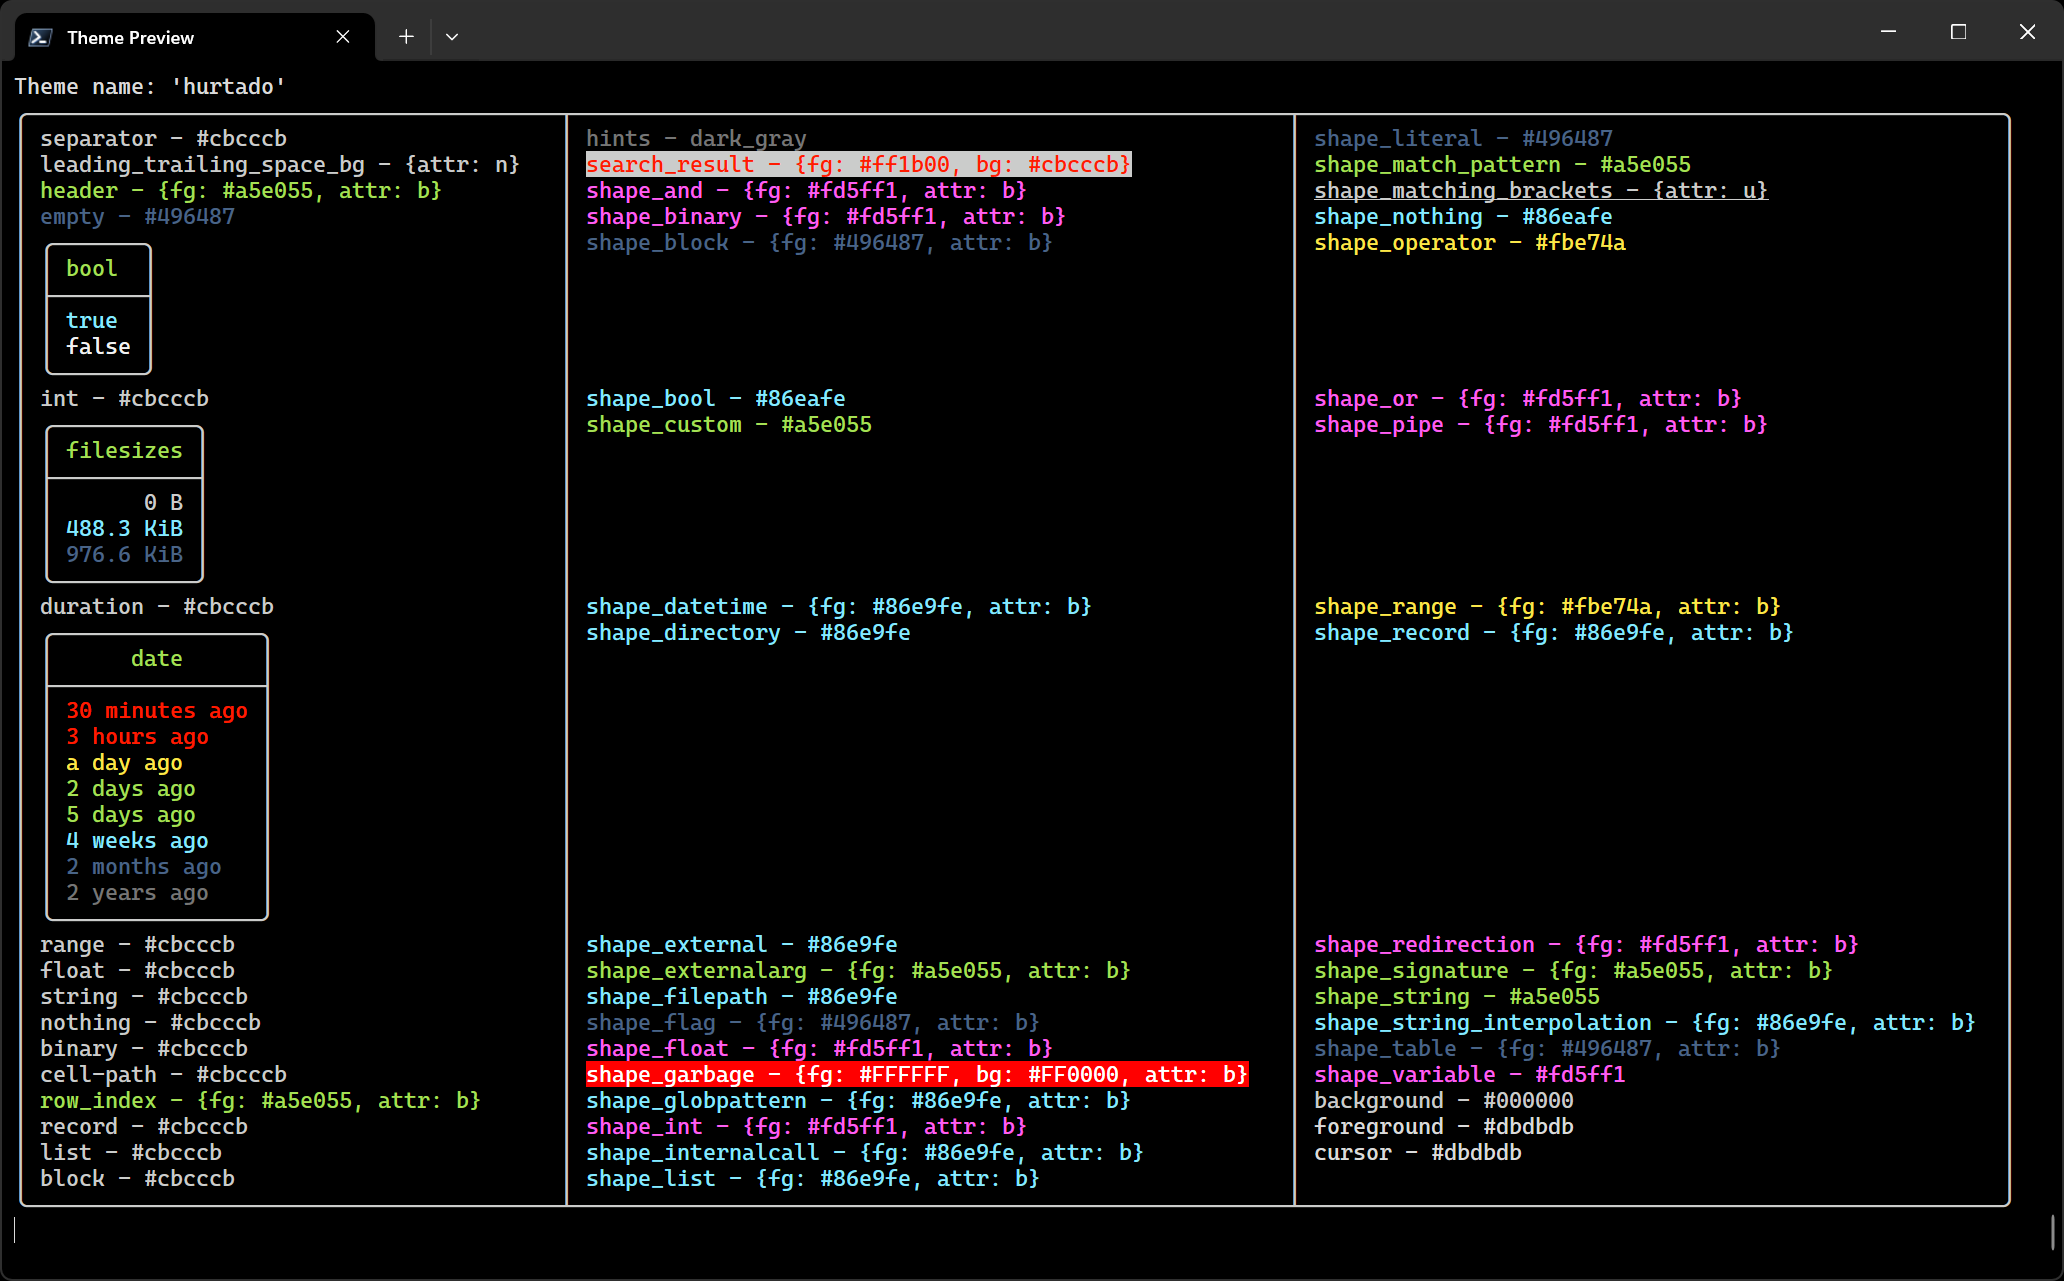 Theme Preview
Theme name: 'hurtado'
separator - #cbcccb
leading_trailing_space_bg - {attr: n}
header - {fg: #a5e055, attr: b}
empty - #496487
bool
true
false
int - #cbcccb
filesizes
0 B
488.3 KiB
976.6 KiB
duration - #cbcccb
date
30 minutes ago
3 hours ago
a day ago
2 days ago
5 days ago
4 weeks ago
2 months ago
2 years ago
range - #cbcccb
float - #cbcccb
string - #cbcccb
nothing - #cbcccb
binary - #cbcccb
cell-path - #cbcccb
row_index - {fg: #a5e055, attr: b}
record - #cbcccb
list - #cbcccb
block - #cbcccb
hints - dark_gray
search_result - {fg: #ff1b00, bg: #cbcccb}
shape_and - {fg: #fd5ff1, attr: b}
shape_binary - {fg: #fd5ff1, attr: b}
shape_block - {fg: #496487, attr: b}
shape_bool - #86eafe
shape_custom - #a5e055
shape_datetime - {fg: #86e9fe, attr: b}
shape_directory - #86e9fe
shape_external - #86e9fe
shape_externalarg - {fg: #a5e055, attr: b}
shape_filepath - #86e9fe
shape_flag - {fg: #496487, attr: b}
shape_float - {fg: #fd5ff1, attr: b}
shape_garbage - {fg: #FFFFFF, bg: #FF0000, attr: b}
shape_globpattern - {fg: #86e9fe, attr: b}
shape_int - {fg: #fd5ff1, attr: b}
shape_internalcall - {fg: #86e9fe, attr: b}
shape_list - {fg: #86e9fe, attr: b}
shape_literal - #496487
shape_match_pattern - #a5e055
shape_matching_brackets - {attr: u}
shape_nothing - #86eafe
shape_operator - #fbe74a
shape_or - {fg: #fd5ff1, attr: b}
shape_pipe - {fg: #fd5ff1, attr: b}
shape_range - {fg: #fbe74a, attr: b}
shape_record - {fg: #86e9fe, attr: b}
shape_redirection - {fg: #fd5ff1, attr: b}
shape_signature - {fg: #a5e055, attr: b}
shape_string - #a5e055
shape_string_interpolation - {fg: #86e9fe, attr: b}
shape_table - {fg: #496487, attr: b}
shape_variable - #fd5ff1
background - #000000
foreground - #dbdbdb
cursor - #dbdbdb